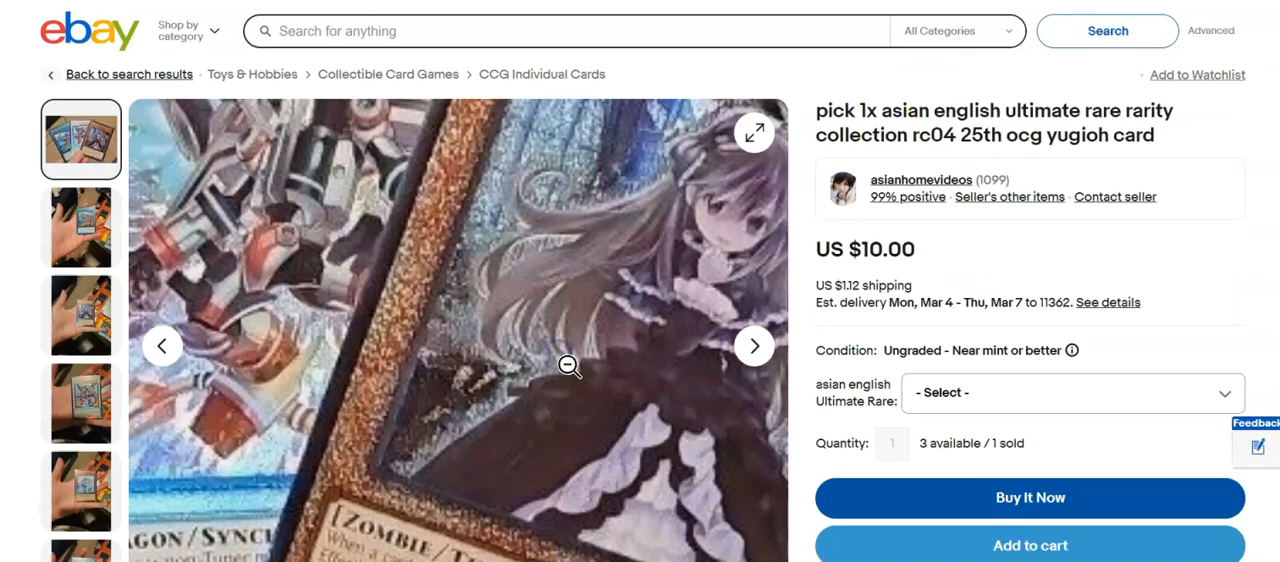 ebay
Shop by
category
Search for anything
All Categories
Search
Advanced
Back to search results · Toys & Hobbies > Collectible Card Games > CCG Individual Cards
· Add to Watchlist
pick 1x asian english ultimate rare rarity
collection rc04 25th ocg yugioh card
asianhomevideos (1099)
99% positive · Seller's other items · Contact seller
US $10.00
US $1.12 shipping
Est. delivery Mon, Mar 4 - Thu, Mar 7 to 11362. See details
Condition: Ungraded - Near mint or better
asian english
Ultimate Rare:
- Select -
Feedback
Quantity: 1 3 available / 1 sold
Buy It Now
Add to cart
[ZOMBIE/
When a
AGON/SYNC